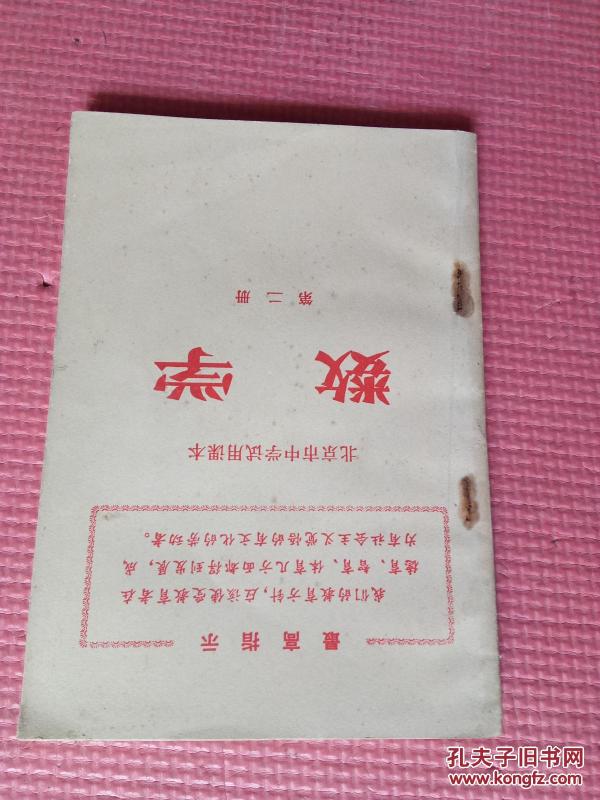 最高指示
我们的教育方针，应该使受教育者在
德育、智育、体育几方面都得到发展，成
为有社会主义觉悟的有文化的劳动者。
北京市中学试用课本
数学
第二册
孔夫子旧书网
www.kongfz.com